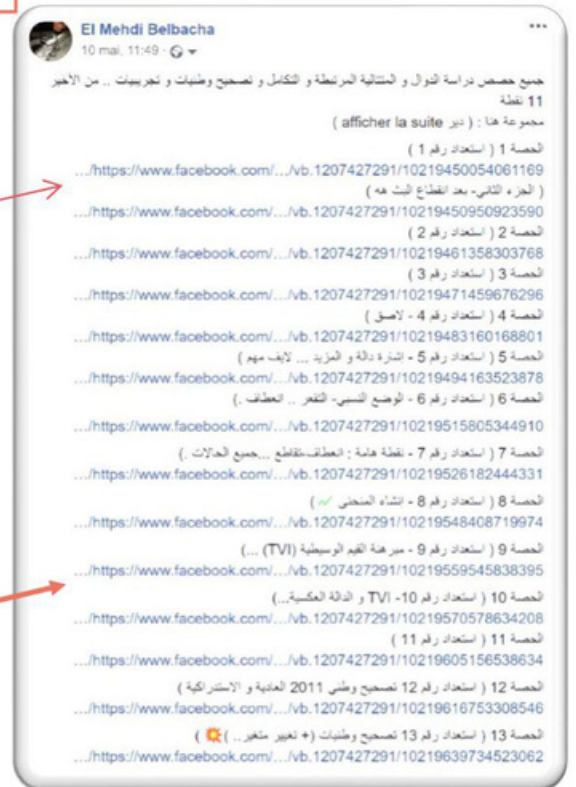 El Mehdi Belbacha
10 mai, 11:49
جميع حصص دراسة الدوال و المتتالية المرتبطة و التكامل و تصحيح وطنيات و تجريبيات .. من الأخير
11 نقطة
مجموعة هنا : ( دير afficher la suite )
الحصة 1 ( استعداد رقم 1 )
https://www.facebook.com/.../vb.1207427291/10219450054061169/...
( الجزء الثاني- بعد انقطاع البث هه )
https://www.facebook.com/.../vb.1207427291/10219450950923590/...
الحصة 2 ( استعداد رقم 2 )
https://www.facebook.com/.../vb.1207427291/10219461358303768/...
الحصة 3 ( استعداد رقم 3 )
https://www.facebook.com/.../vb.1207427291/10219471459676296/...
الحصة 4 ( استعداد رقم 4 - لاصق )
https://www.facebook.com/.../vb.1207427291/10219483160168801/...
الحصة 5 ( استعداد رقم 5 - اشارة دالة و المزيد ... لايف مهم )
https://www.facebook.com/.../vb.1207427291/10219494163523878/...
الحصة 6 ( استعداد رقم 6 - الوضع النسبي- التقعر .. انعطاف .)
https://www.facebook.com/.../vb.1207427291/10219515805344910/...
الحصة 7 ( استعداد رقم 7 - نقطة هامة : انعطاف-تقاطع ...جميع الحالات .)
https://www.facebook.com/.../vb.1207427291/10219526182444331/...
الحصة 8 ( استعداد رقم 8 - انشاء المنحنى )
https://www.facebook.com/.../vb.1207427291/10219548408719974/...
الحصة 9 ( استعداد رقم 9 - مبرهنة القيم الوسيطية (TVI) ...)
https://www.facebook.com/.../vb.1207427291/10219559545838395/...
الحصة 10 ( استعداد رقم 10- TVI و الدالة العكسية...)
https://www.facebook.com/.../vb.1207427291/10219570578634208/...
الحصة 11 ( استعداد رقم 11 )
https://www.facebook.com/.../vb.1207427291/10219605156538634/...
الحصة 12 ( استعداد رقم 12 تصحيح وطني 2011 العادية و الاستدراكية )
https://www.facebook.com/.../vb.1207427291/10219616753308546/...
الحصة 13 ( استعداد رقم 13 تصحيح وطنيات (+ تغيير متغير.. ) 💥 )
https://www.facebook.com/.../vb.1207427291/10219639734523062/...